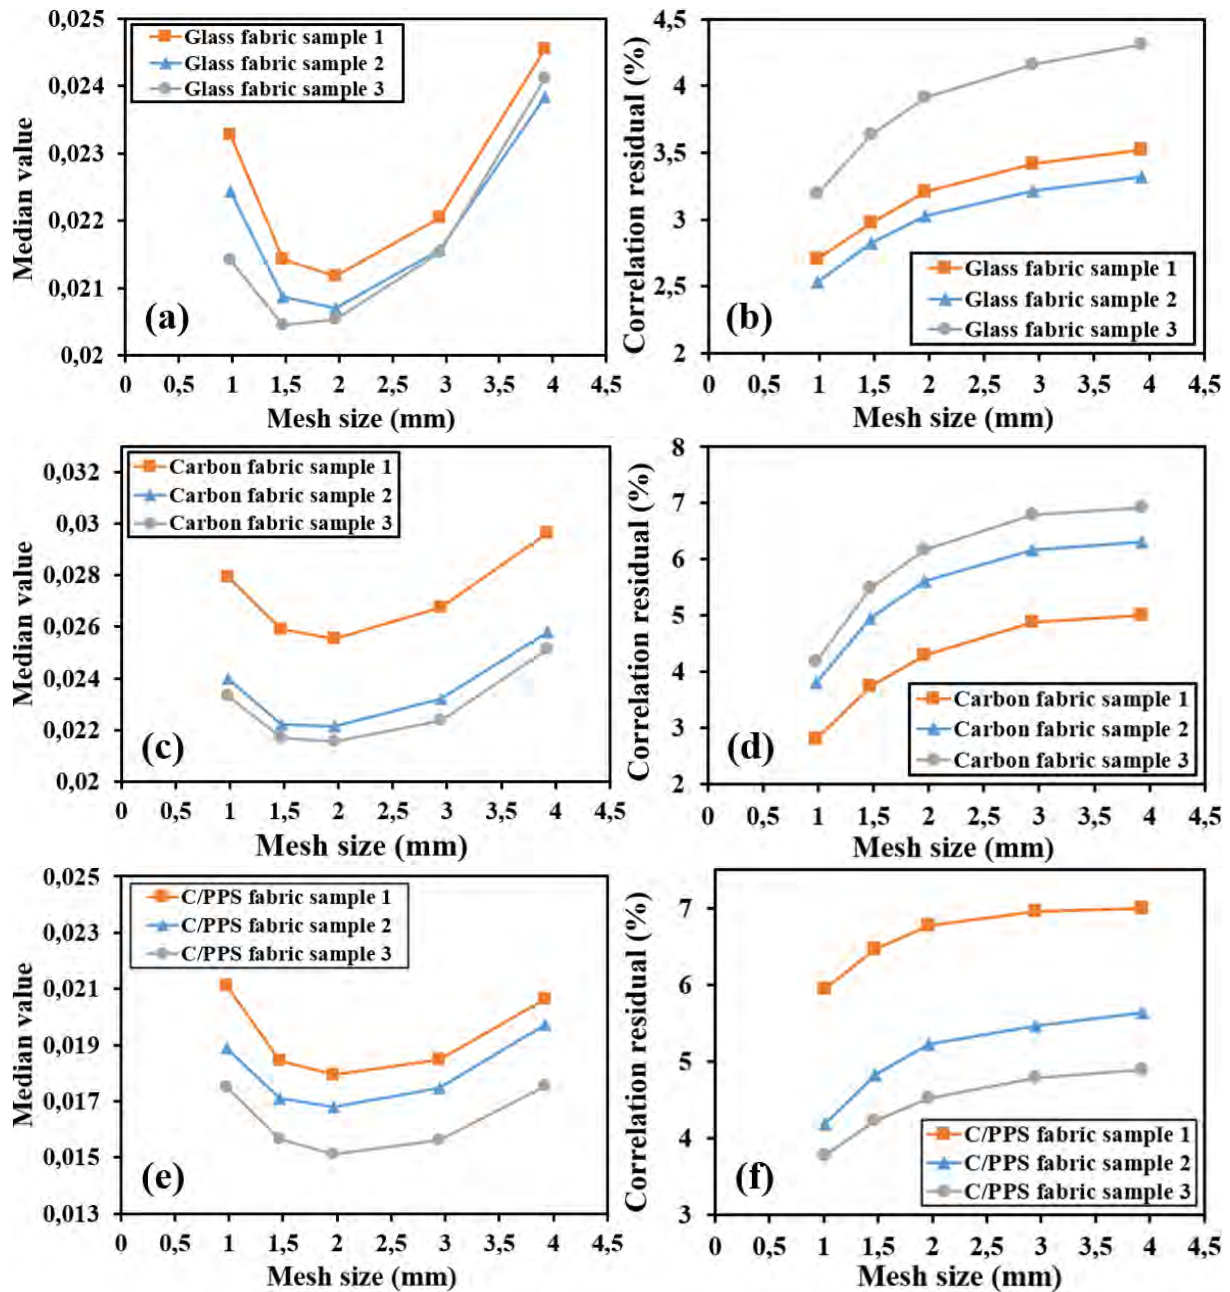 0,025
0,024
0,023
0,022
0,021
0,02
Median value
Glass fabric sample 1
Glass fabric sample 2
Glass fabric sample 3
(a)
0 0,5 1 1,5 2 2,5 3 3,5 4 4,5
Mesh size (mm)
4,5
4
3,5
3
2,5
2
Correlation residual (%)
Glass fabric sample 1
Glass fabric sample 2
Glass fabric sample 3
(b)
0 0,5 1 1,5 2 2,5 3 3,5 4 4,5
Mesh size (mm)
0,032
0,03
0,028
0,026
0,024
0,022
0,02
Median value
Carbon fabric sample 1
Carbon fabric sample 2
Carbon fabric sample 3
(c)
0 0,5 1 1,5 2 2,5 3 3,5 4 4,5
Mesh size (mm)
8
7
6
5
4
3
2
Correlation residual (%)
Carbon fabric sample 1
Carbon fabric sample 2
Carbon fabric sample 3
(d)
0 0,5 1 1,5 2 2,5 3 3,5 4 4,5
Mesh size (mm)
0,025
0,023
0,021
0,019
0,017
0,015
0,013
Median value
C/PPS fabric sample 1
C/PPS fabric sample 2
C/PPS fabric sample 3
(e)
0 0,5 1 1,5 2 2,5 3 3,5 4 4,5
Mesh size (mm)
7
6
5
4
3
Correlation residual (%)
C/PPS fabric sample 1
C/PPS fabric sample 2
C/PPS fabric sample 3
(f)
0 0,5 1 1,5 2 2,5 3 3,5 4 4,5
Mesh size (mm)